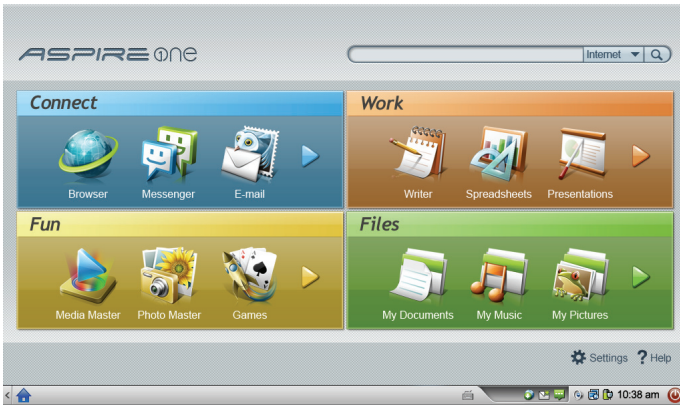 ASPIRE one
Internet
Connect
Work
Browser Messenger E-mail
Writer Spreadsheets Presentations
Fun
Files
Media Master Photo Master Games
My Documents My Music My Pictures
Settings ? Help
10:38 am